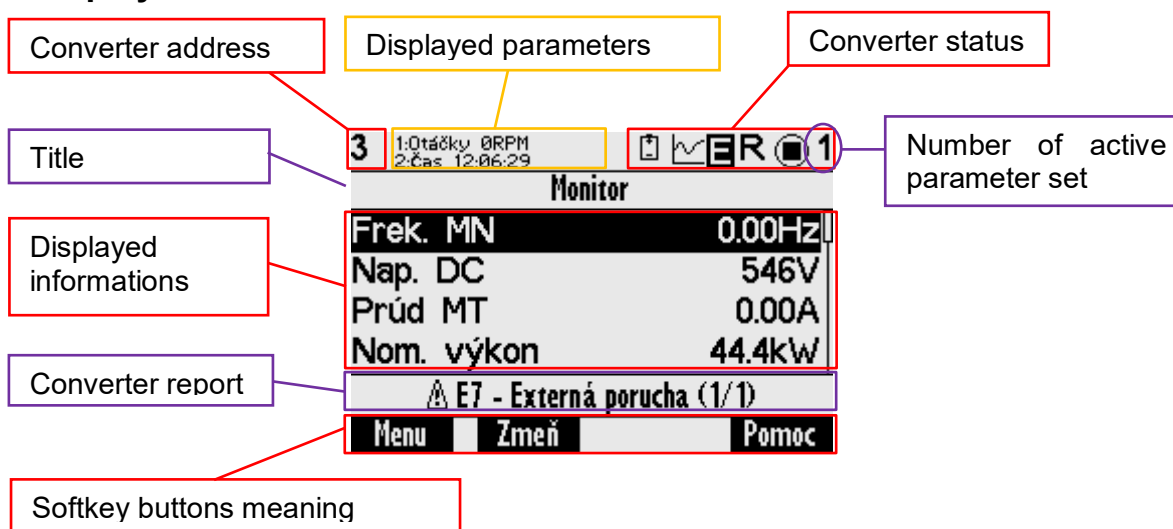 Converter address
Displayed parameters
Converter status
3
1:Otáčky 0RPM
2:Čas 12:06:29
E R 1
Title
Number of active
parameter set
Monitor
Displayed
informations
Frek. MN 0.00Hz
Nap. DC 546V
Prúd MT 0.00A
Nom. výkon 44.4kW
Converter report
E7 - Externá porucha (1/1)
Menu Zmeň Pomoc
Softkey buttons meaning